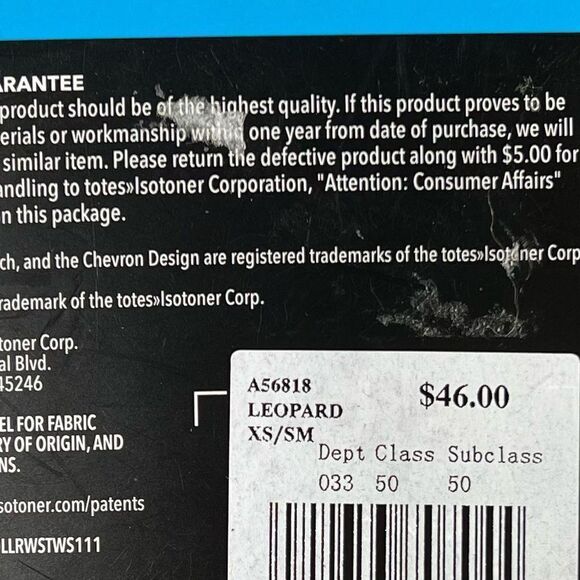 ARANTEE
product should be of the highest quality. If this product proves to be
erials or workmanship within one year from date of purchase, we will
similar item. Please return the defective product along with $5.00 for
andling to totes»Isotoner Corporation, "Attention: Consumer Affairs"
n this package.
ch, and the Chevron Design are registered trademarks of the totes»Isotoner Corp
rademark of the totes»Isotoner Corp.
toner Corp.
al Blvd.
45246
EL FOR FABRIC
RY OF ORIGIN, AND
NS.
sotoner.com/patents
LLRWSTWS111
A56818
LEOPARD
XS/SM
$46.00
Dept Class Subclass
033 50 50